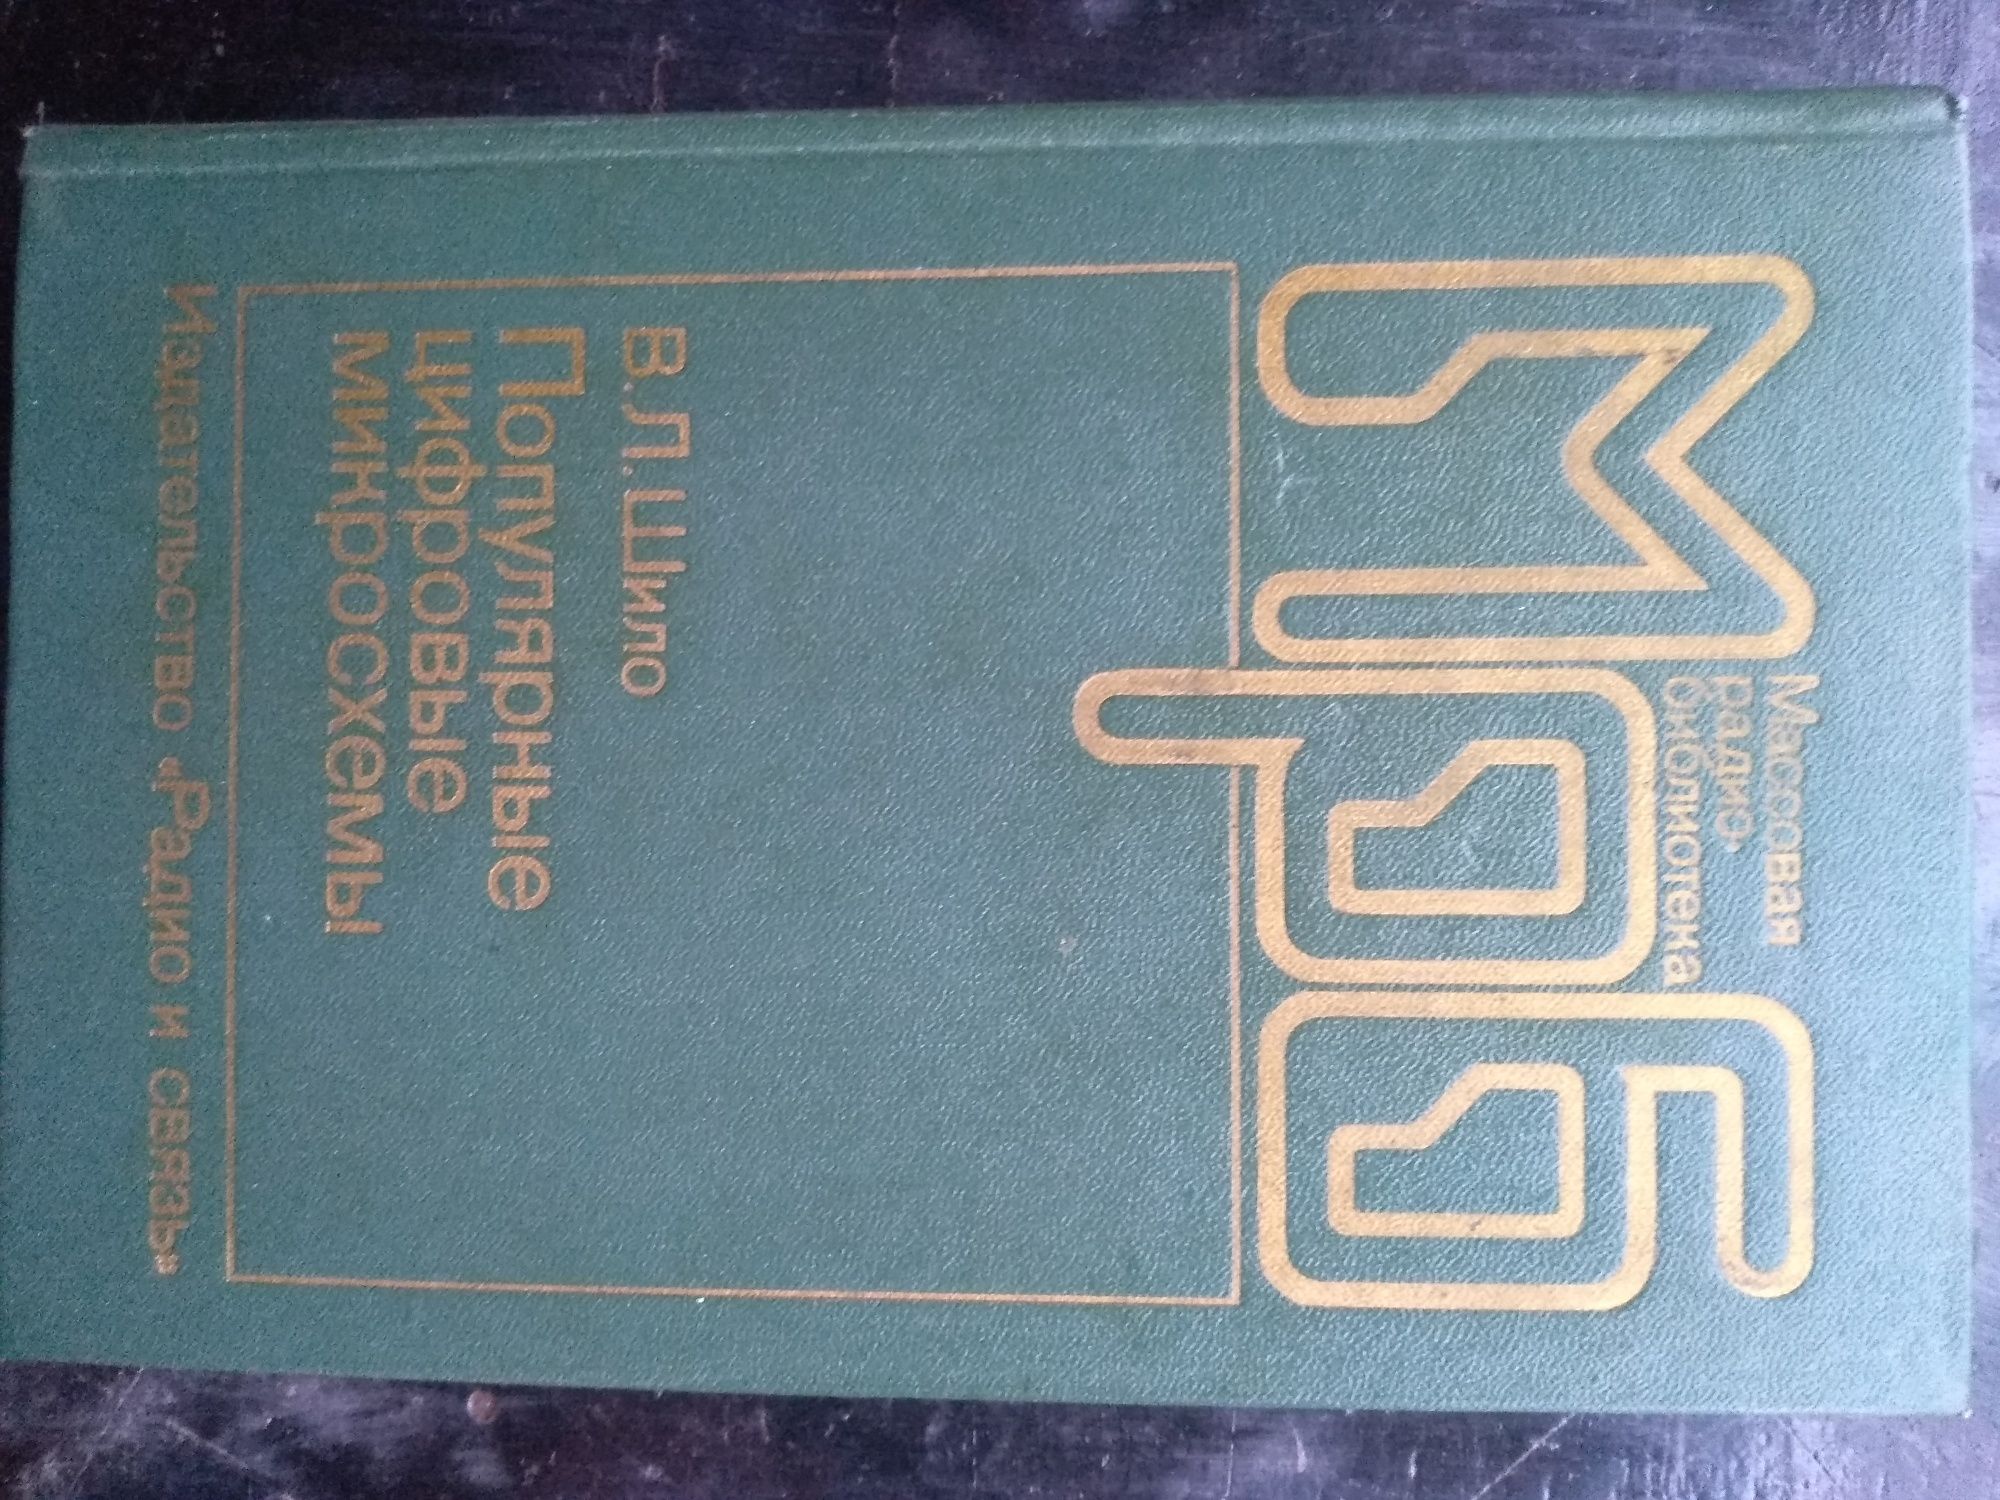 Массовая
радио-
библиотека
Мрб
В.Л.Шило
Популярные
цифровые
микросхемы
Издательство «Радио и связь»